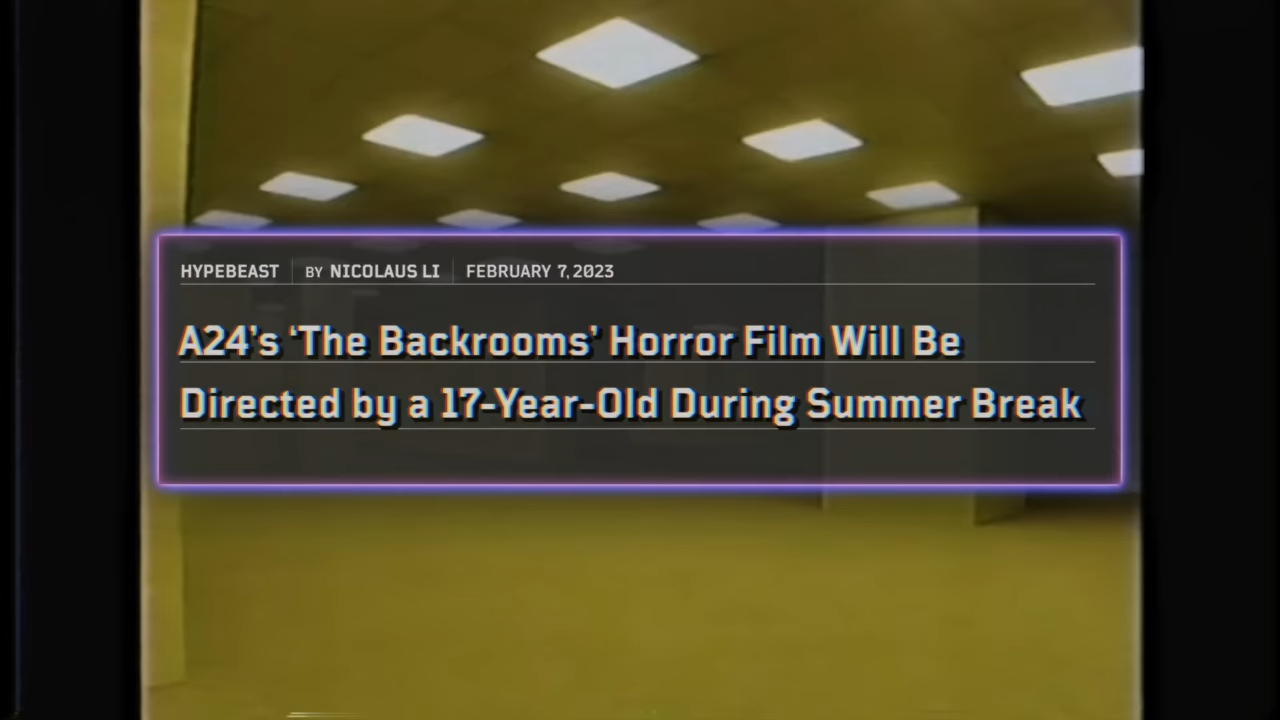 HYPEBEAST BY NICOLAUS LI FEBRUARY 7, 2023
A24's ‘The Backrooms’ Horror Film Will Be
Directed by a 17-Year-Old During Summer Break